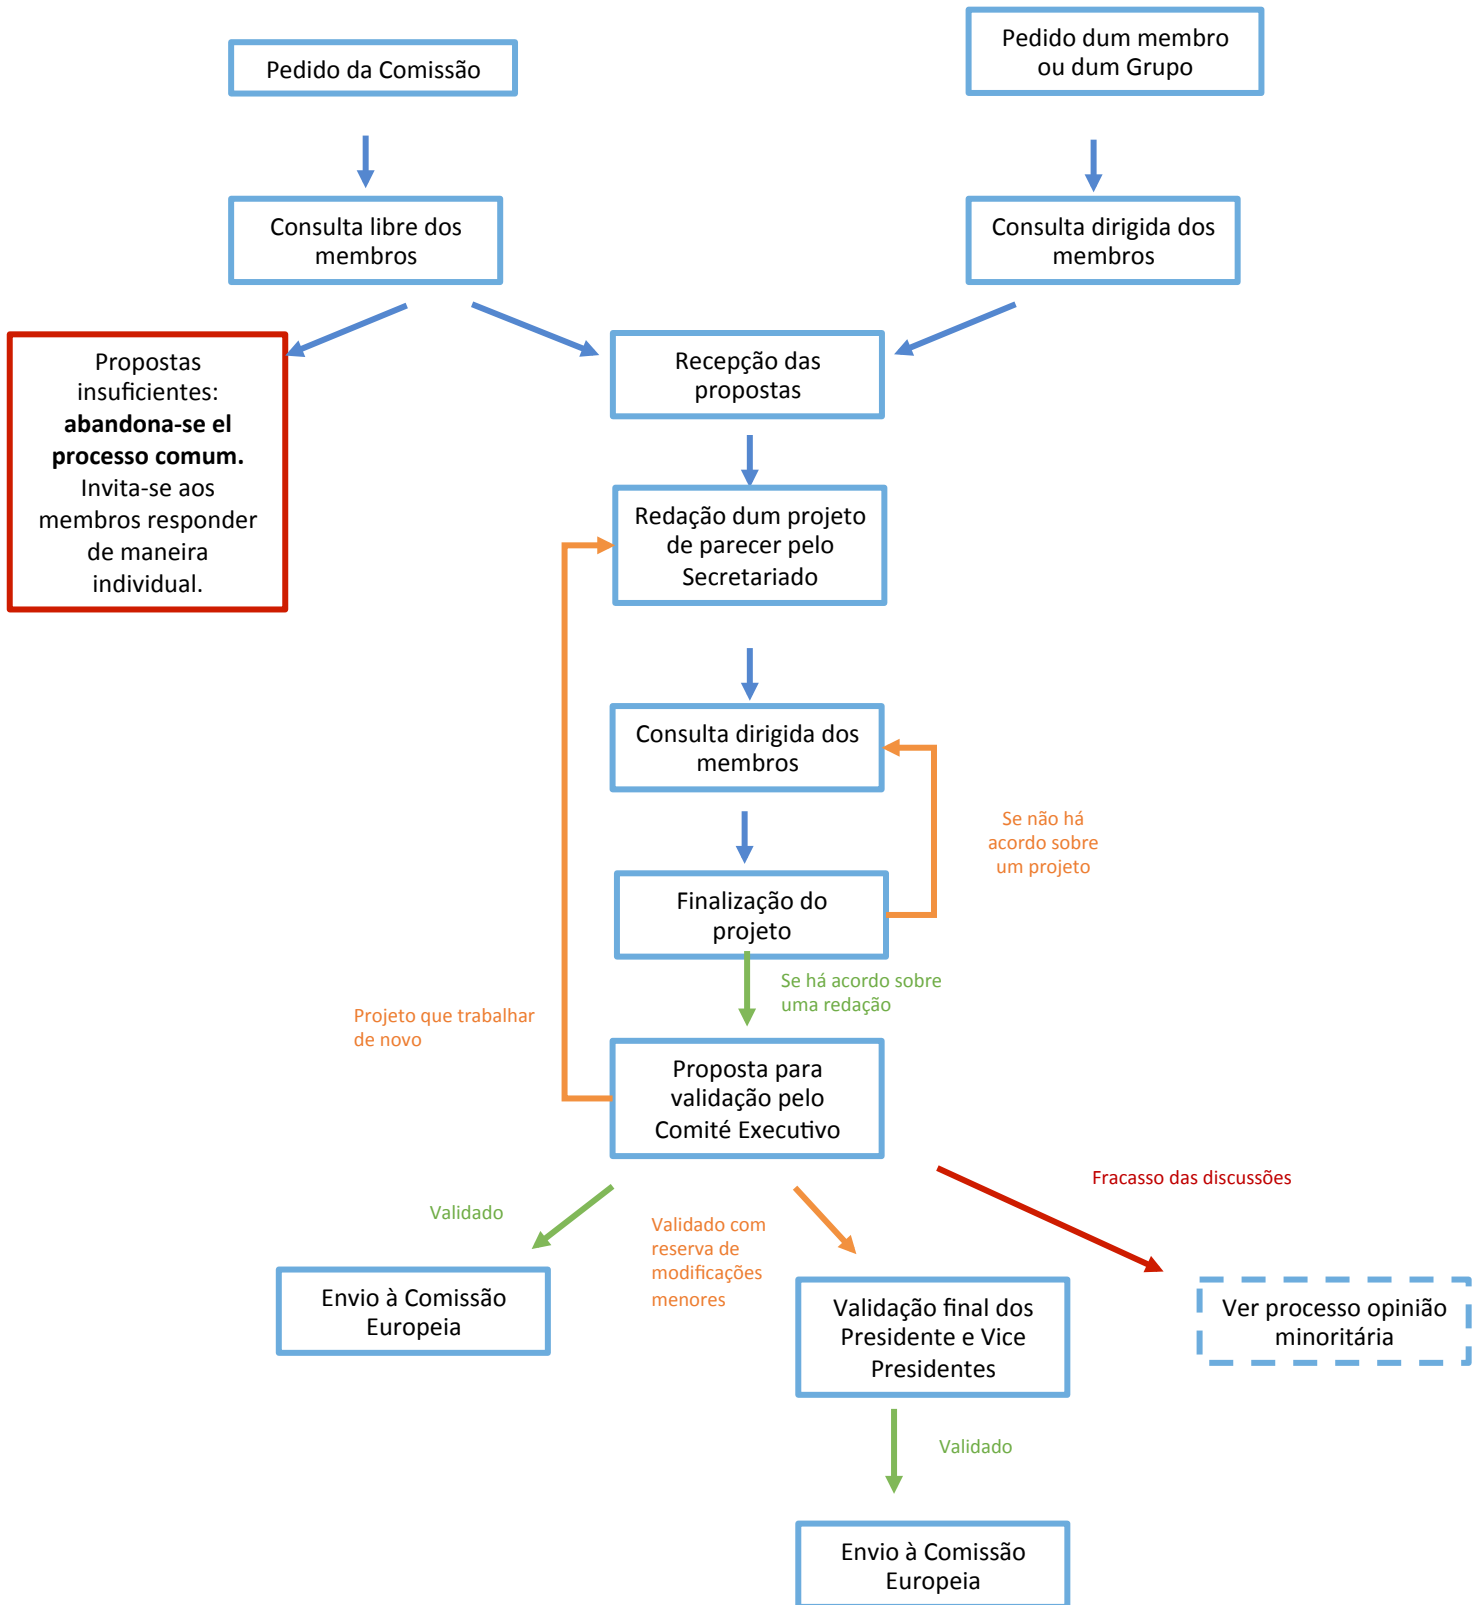 Pedido da Comissão
Pedido dum membro
ou dum Grupo
Consulta libre dos
membros
Consulta dirigida dos
membros
Propostas
insuficientes:
abandona-se el
processo comum.
Invita-se aos
membros responder
de maneira
individual.
Recepção das
propostas
Redação dum projeto
de parecer pelo
Secretariado
Consulta dirigida dos
membros
Se não há
acordo sobre
um projeto
Finalização do
projeto
Se há acordo sobre
uma redação
Projeto que trabalhar
de novo
Proposta para
validação pelo
Comité Executivo
Fracasso das discussões
Validado
Validado com
reserva de
modificações
menores
Envio à Comissão
Europeia
Validação final dos
Presidente e Vice
Presidentes
Ver processo opinião
minoritária
Validado
Envio à Comissão
Europeia